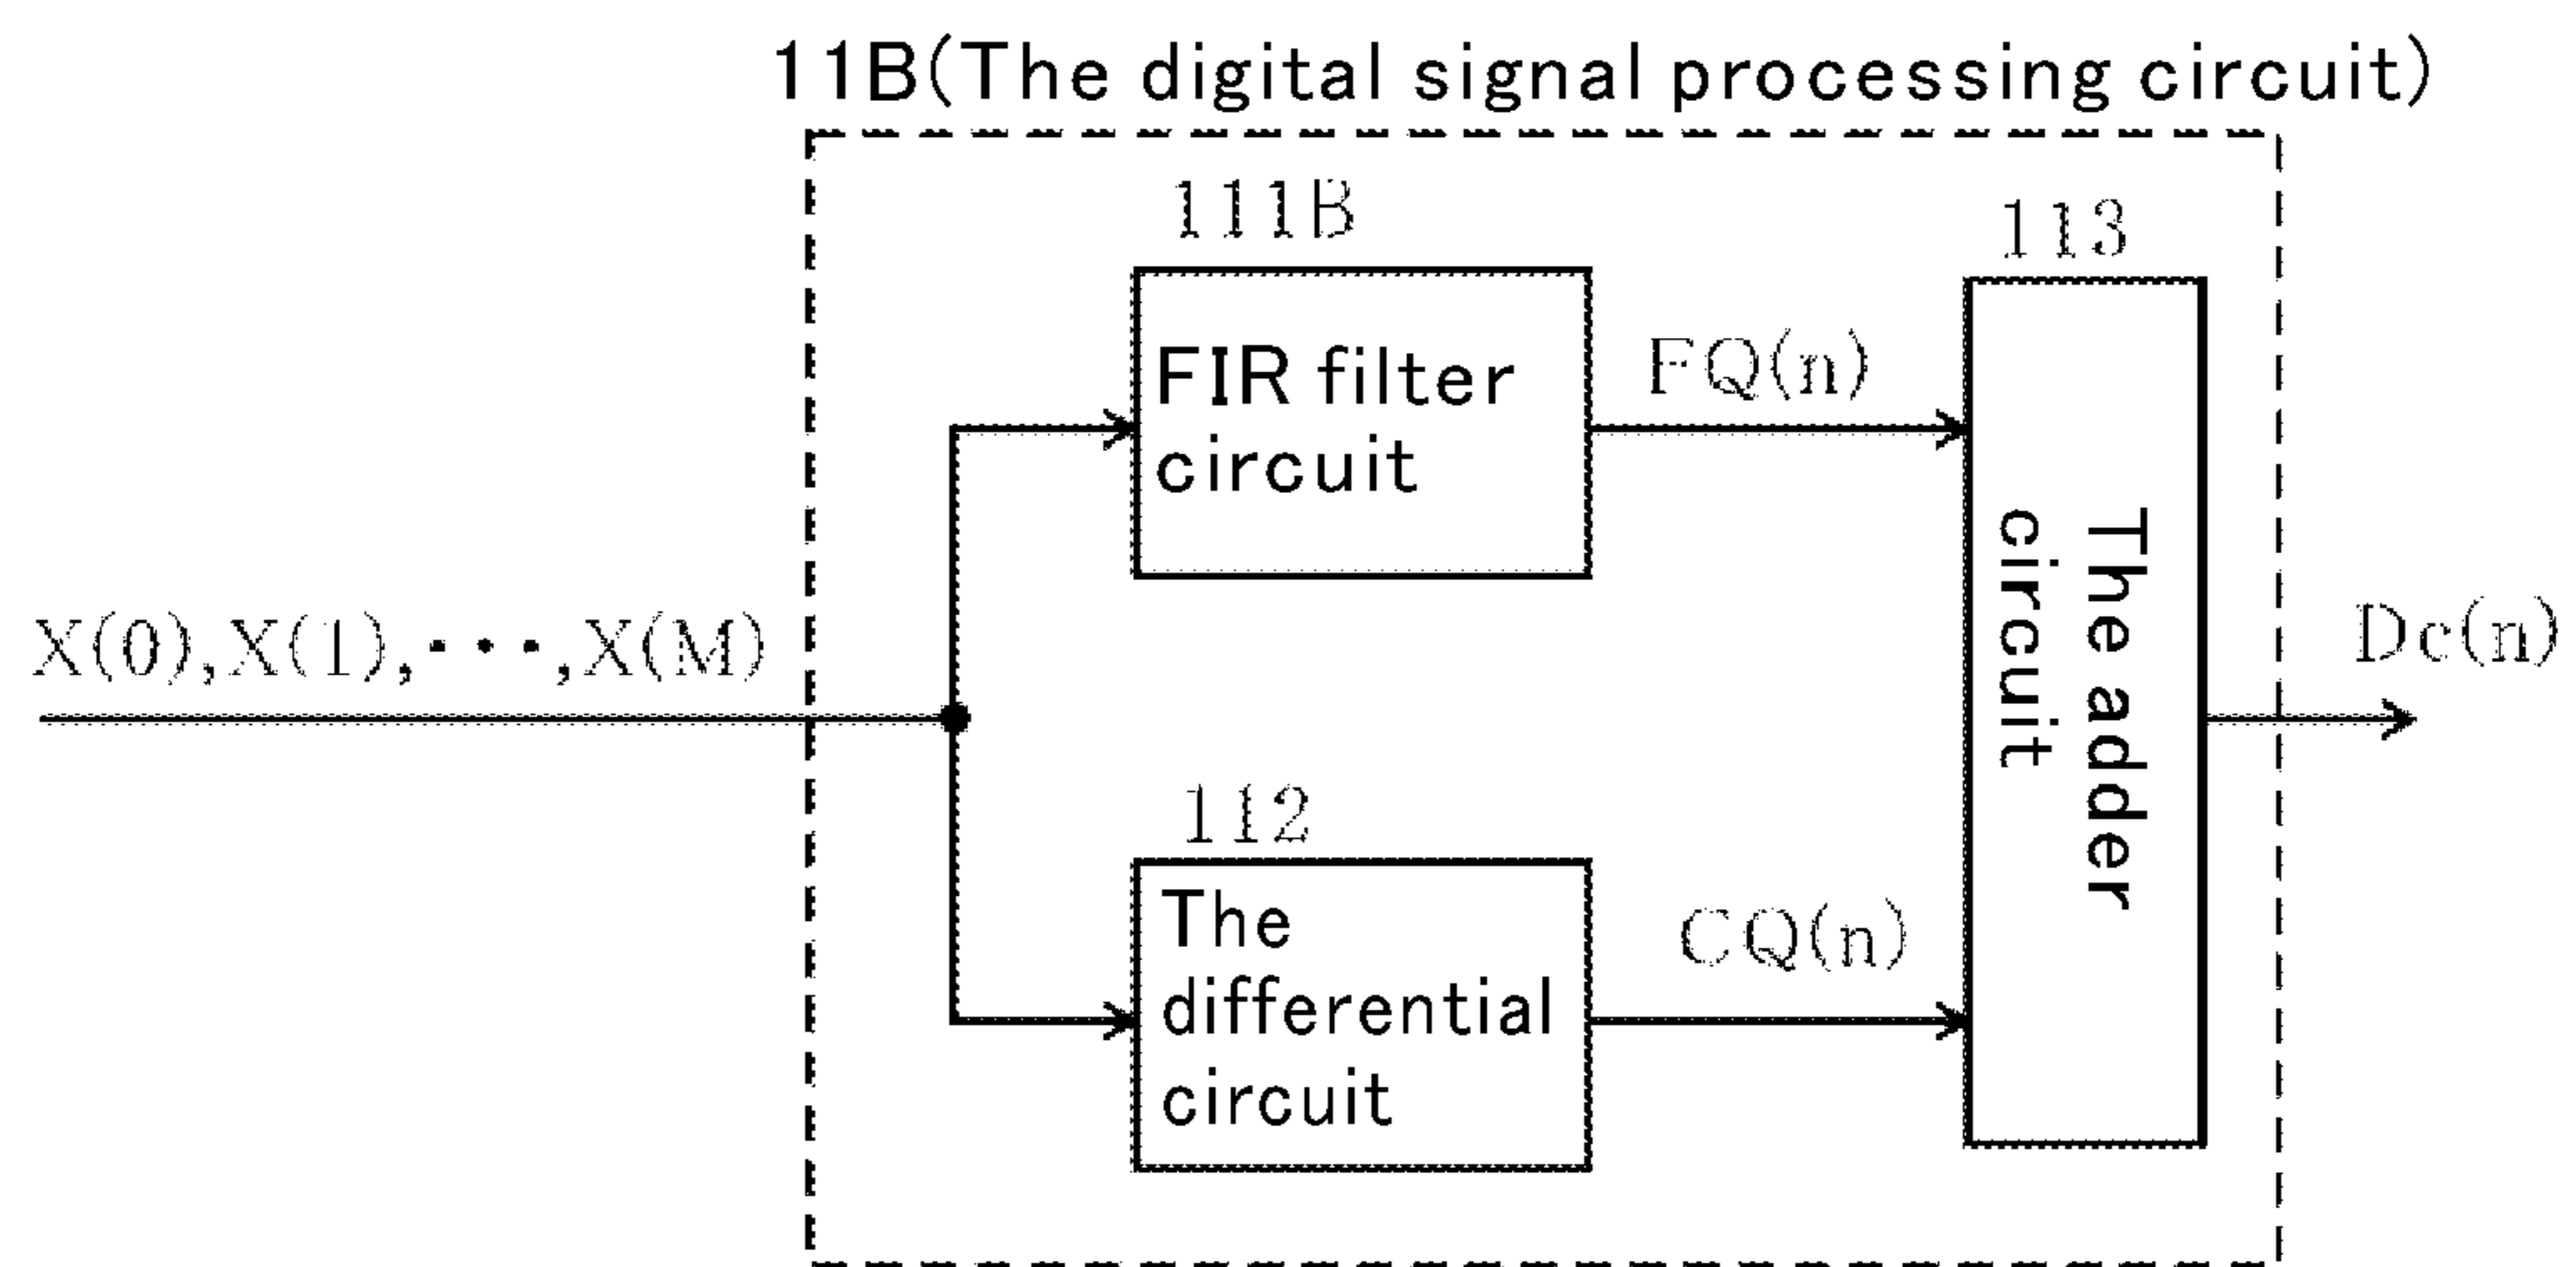 11B(The digital signal processing circuit)
111B
113
FIR filter
circuit
FQ(n)
The adder
circuit
X(0),X(1),･･･,X(M)
Dc(n)
112
The
differential
circuit
CQ(n)